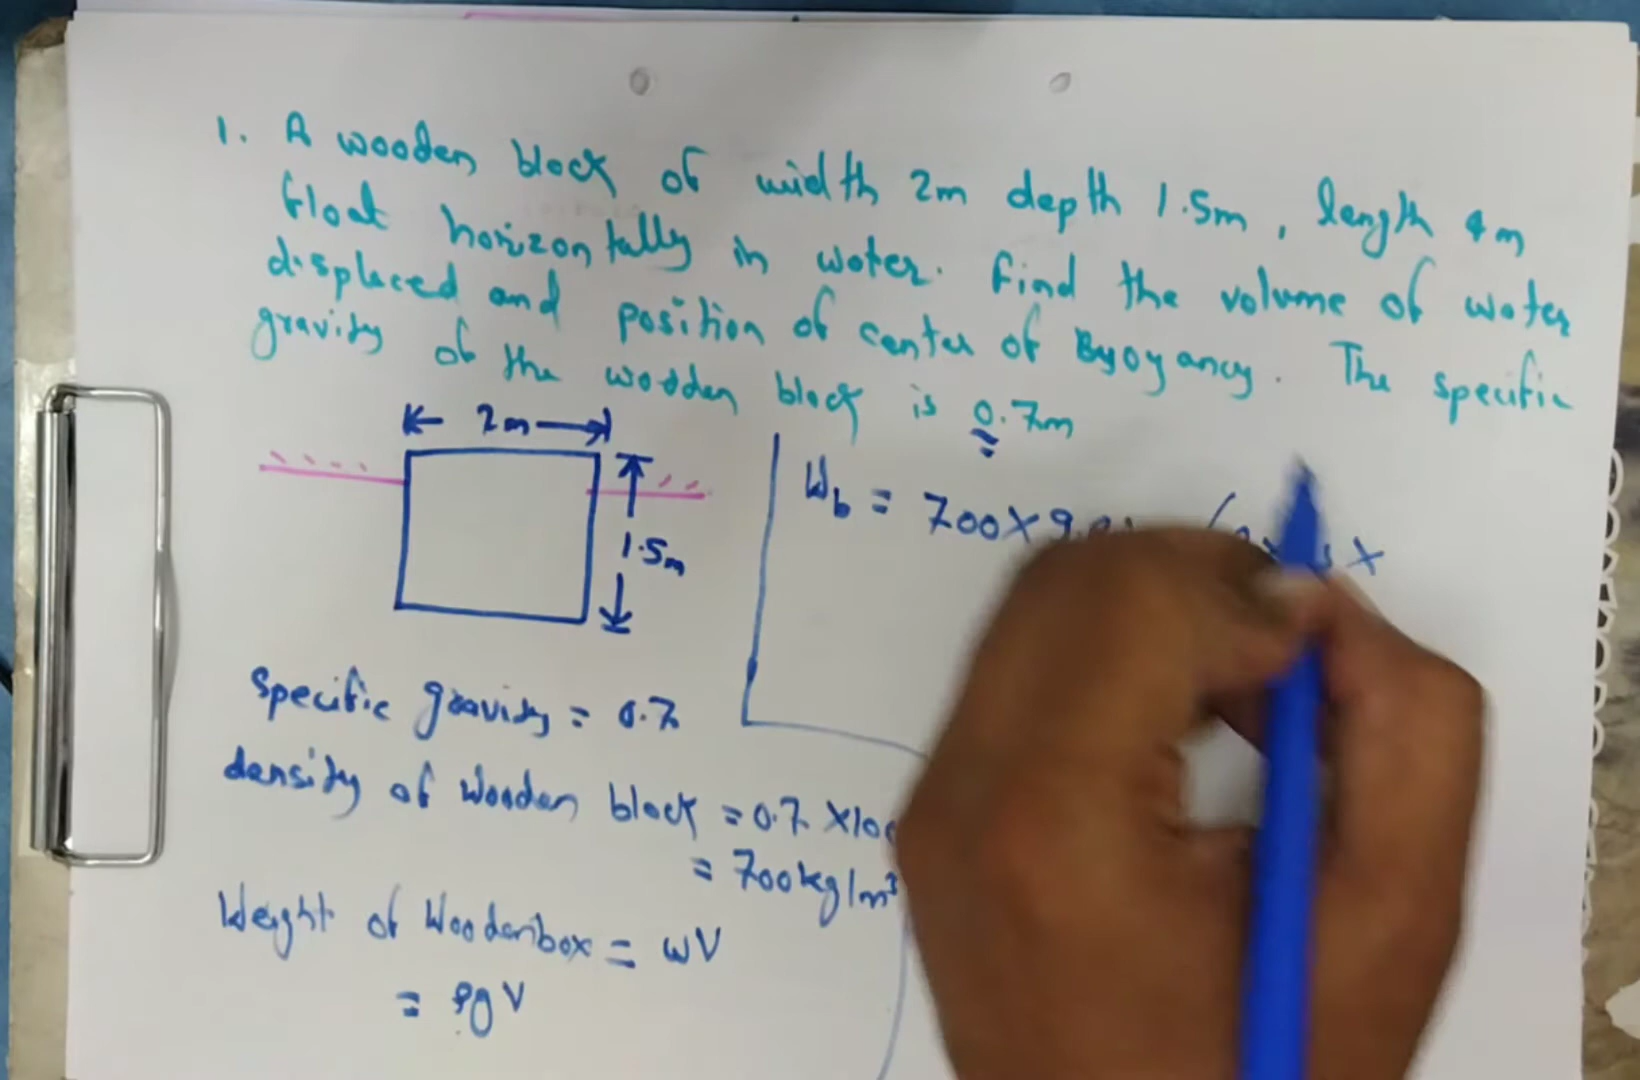 1. A wooden block of width 2m depth 1.5m, length 4m
float horizontally in water. Find the volume of water
displaced and position of center of Byoyancy. The specific
gravity of the wooden block is 0.7m
2m
1.5m
Wb = 700×9.81
×
Specific gravity = 0.7
density of Wooden block = 0.7 ×100
= 700kg/m³
Weight of Woodenbox = wV
= ρgV